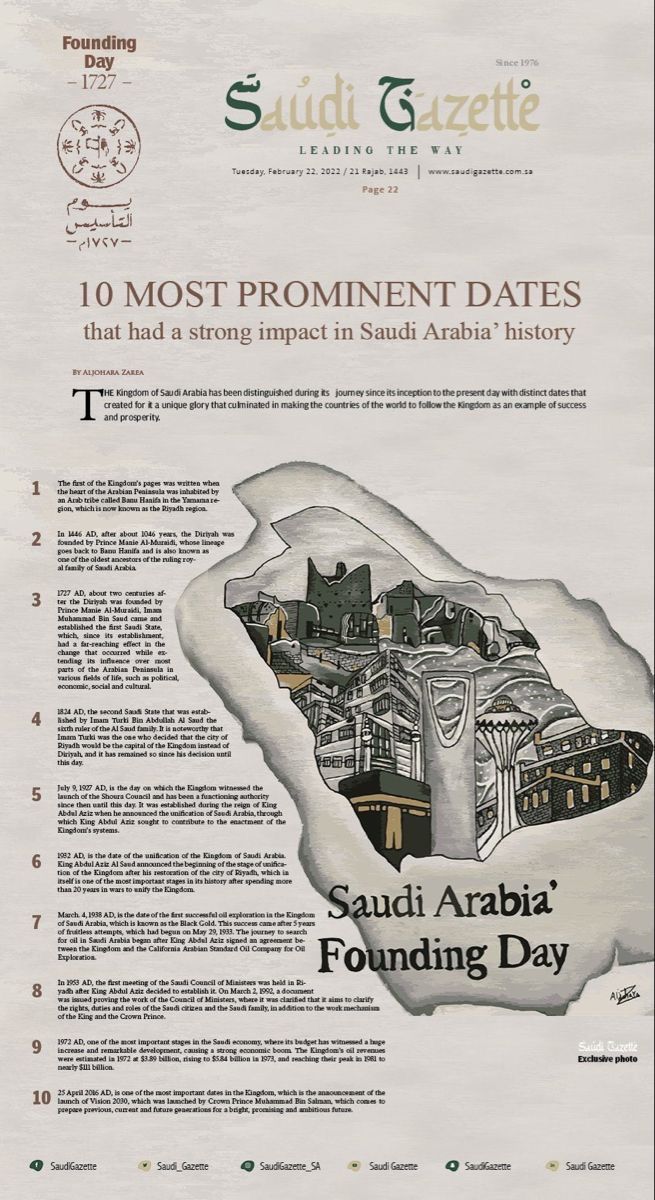 Founding
Day
– 1727 –
يوم
التأسيس
– ١٧٢٧م –
Since 1976
Saudi Gazette
LEADING THE WAY
Tuesday, February 22, 2022 / 21 Rajab, 1443 | www.saudigazette.com.sa
Page 22
10 MOST PROMINENT DATES
that had a strong impact in Saudi Arabia’ history
By Aljohara Zarea
THE Kingdom of Saudi Arabia has been distinguished during its journey since its inception to the present day with distinct dates that
created for it a unique glory that culminated in making the countries of the world to follow the Kingdom as an example of success
and prosperity.
1 The first of the Kingdom's pages was written when
the heart of the Arabian Peninsula was inhabited by
an Arab tribe called Banu Hanifa in the Yamama re-
gion, which is now known as the Riyadh region.
2 In 1446 AD, after about 1046 years, the Diriyah was
founded by Prince Manie Al-Muraidi, whose lineage
goes back to Banu Hanifa and is also known as
one of the oldest ancestors of the ruling roy-
al family of Saudi Arabia.
3 1727 AD, about two centuries af-
ter the Diriyah was founded by
Prince Manie Al-Muraidi, Imam
Muhammad Bin Saud came and
established the first Saudi State,
which, since its establishment,
had a far-reaching effect in the
change that occurred while ex-
tending its influence over most
parts of the Arabian Peninsula in
various fields of life, such as political,
economic, social and cultural.
4 1824 AD, the second Saudi State that was estab-
lished by Imam Turki Bin Abdullah Al Saud the
sixth ruler of the Al Saud family. It is noteworthy that
Imam Turki was the one who decided that the city of
Riyadh would be the capital of the Kingdom instead of
Diriyah, and it has remained so since his decision until
this day.
5 July 9, 1927 AD, is the day on which the Kingdom witnessed the
launch of the Shoura Council and has been a functioning authority
since then until this day. It was established during the reign of King
Abdul Aziz when he announced the unification of Saudi Arabia, through
which King Abdul Aziz sought to contribute to the enactment of the
Kingdom's systems.
6 1932 AD, is the date of the unification of the Kingdom of Saudi Arabia.
King Abdul Aziz Al Saud announced the beginning of the stage of unifica-
tion of the Kingdom after his restoration of the city of Riyadh, which in
itself is one of the most important stages in its history after spending more
than 20 years in wars to unify the Kingdom.
7 March. 4, 1938 AD, is the date of the first successful oil exploration in the Kingdom
of Saudi Arabia, which is known as the Black Gold. This success came after 5 years
of fruitless attempts, which had begun on May 29, 1933. The journey to search
for oil in Saudi Arabia began after King Abdul Aziz signed an agreement be-
tween the Kingdom and the California Arabian Standard Oil Company for Oil
Exploration.
8 In 1953 AD, the first meeting of the Saudi Council of Ministers was held in Ri-
yadh after King Abdul Aziz decided to establish it. On March 2, 1992, a document
was issued proving the work of the Council of Ministers, where it was clarified that it aims to clarify
the rights, duties and roles of the Saudi citizen and the Saudi family, in addition to the work mechanism
of the King and the Crown Prince.
9 1972 AD, one of the most important stages in the Saudi economy, where its budget has witnessed a huge
increase and remarkable development, causing a strong economic boom. The Kingdom's oil revenues
were estimated in 1972 at $3.89 billion, rising to $5.84 billion in 1973, and reaching their peak in 1981 to
nearly $111 billion.
10 25 April 2016 AD, is one of the most important dates in the Kingdom, which is the announcement of the
launch of Vision 2030, which was launched by Crown Prince Muhammad Bin Salman, which comes to
prepare previous, current and future generations for a bright, promising and ambitious future.
Saudi Arabia’
Founding Day
Saudi Gazette
Exclusive photo
SaudiGazette
Saudi_Gazette
SaudiGazette_SA
Saudi Gazette
SaudiGazette
Saudi Gazette